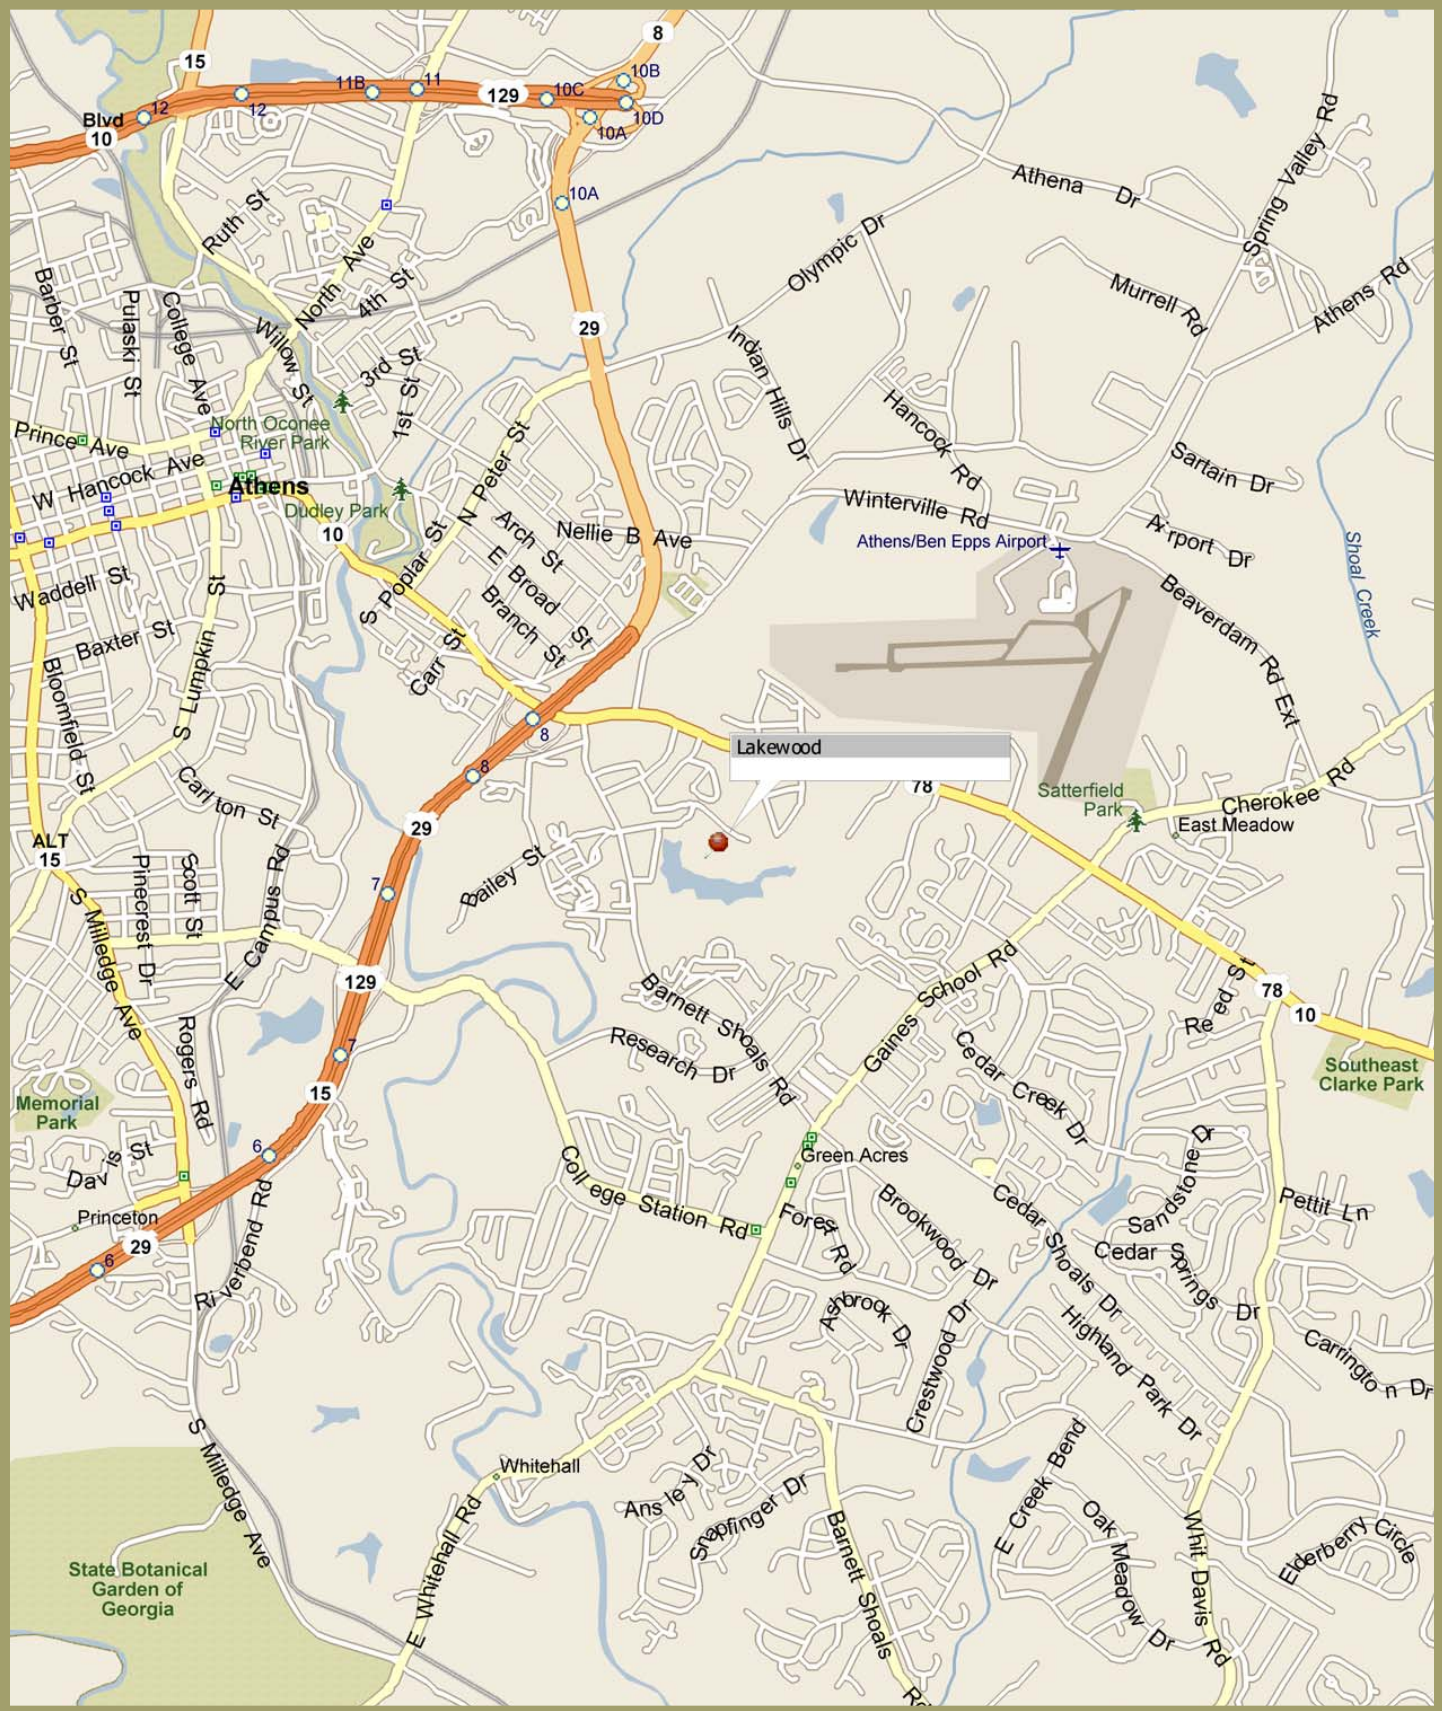 8
15
10B
11B
11
129
10C
12
12
10D
Blvd
10
10A
10A
Athena Dr
Spring Valley Rd
Ruth St
North Ave
4th St
Olympic Dr
Murrell Rd
Athens Rd
Barber St
Pulaski St
College Ave
Willow St
29
3rd St
1st St
Indian Hills Dr
Hancock Rd
North Oconee
River Park
Prince Ave
W Hancock Ave
Athens
Dudley Park
10
N Peter St
Sartain Dr
Winterville Rd
Arch St
Nellie B Ave
Athens/Ben Epps Airport
Airport Dr
Shoal Creek
Waddell St
S Poplar St
E Broad St
Branch St
Beaverdam Rd Ext
Baxter St
S Lumpkin St
Carr St
Bloomfield St
8
Lakewood
8
78
Satterfield
Park
Cherokee Rd
East Meadow
Carlton St
29
ALT
15
Bailey St
7
Pinecrest Dr
Scott St
E Campus Rd
S Milledge Ave
129
Barnett Shoals Rd
Gaines School Rd
Reed St
78
10
Research Dr
Cedar Creek Dr
7
Rogers Rd
15
Southeast
Clarke Park
Memorial
Park
6
Davis St
Green Acres
College Station Rd
Forest Rd
Brookwood Dr
Cedar Shoals Dr
Sandstone Dr
Pettit Ln
Princeton
29
6
Riverbend Rd
Cedar Springs Dr
Ashbrook Dr
Crestwood Dr
Highland Park Dr
Carrington Dr
S Milledge Ave
Whitehall
Ansley Dr
Snapfinger Dr
E Creek Bend
Oak Meadow Dr
Whit Davis Rd
Elderberry Circle
E Whitehall Rd
Barnett Shoals Rd
State Botanical
Garden of
Georgia